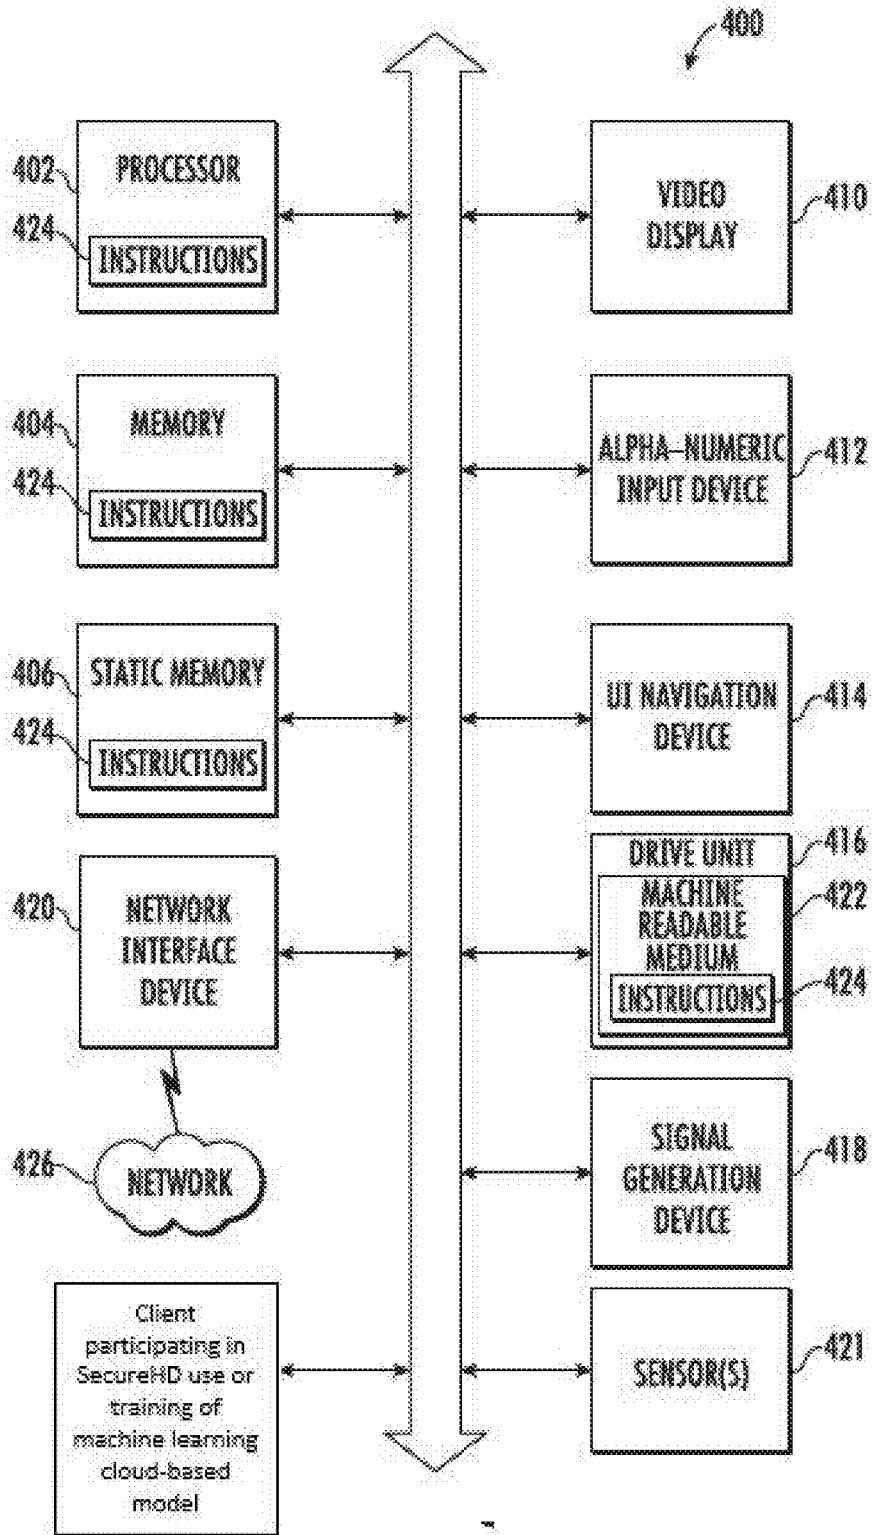 400
402
PROCESSOR
424
INSTRUCTIONS
VIDEO
DISPLAY
410
404
MEMORY
424
INSTRUCTIONS
ALPHA–NUMERIC
INPUT DEVICE
412
406
STATIC MEMORY
424
INSTRUCTIONS
UI NAVIGATION
DEVICE
414
420
NETWORK
INTERFACE
DEVICE
DRIVE UNIT
416
MACHINE
READABLE
MEDIUM
422
INSTRUCTIONS
424
426
NETWORK
SIGNAL
GENERATION
DEVICE
418
Client
participating in
SecureHD use or
training of
machine learning
cloud-based
model
SENSOR(S)
421